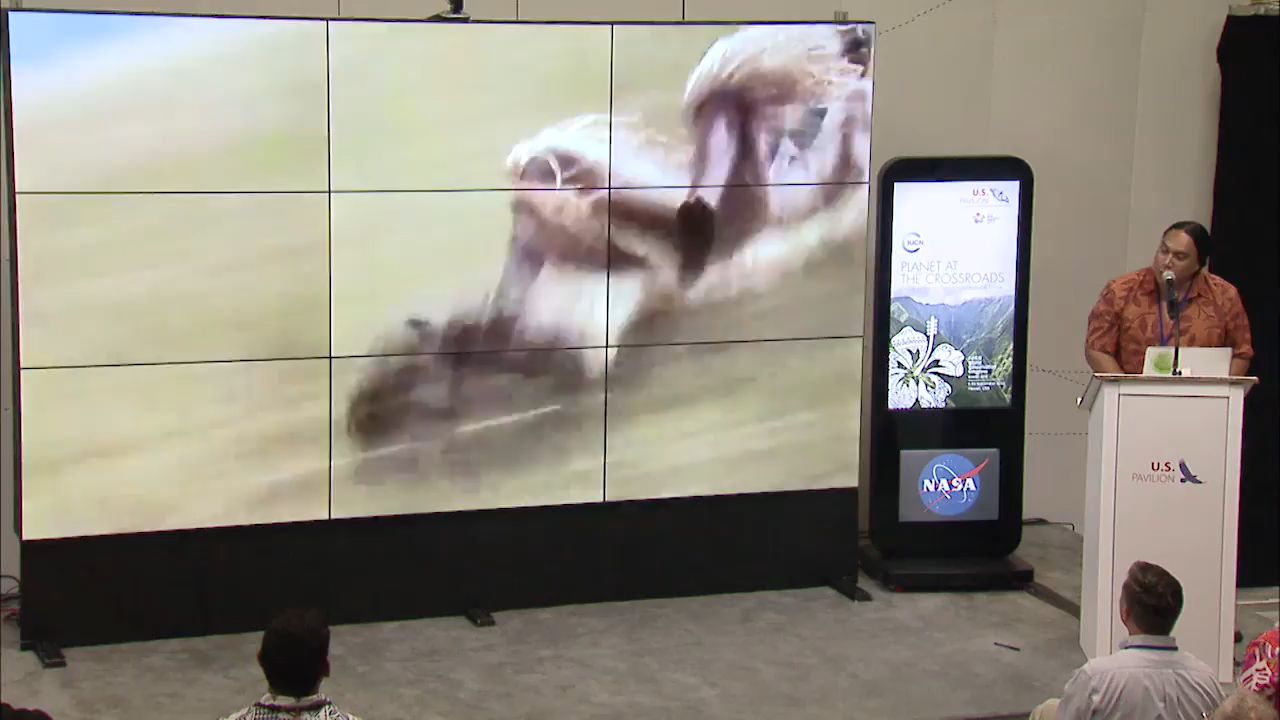 U.S.
PAVILION
IUCN
PLANET AT
THE CROSSROADS
NASA
U.S.
PAVILION